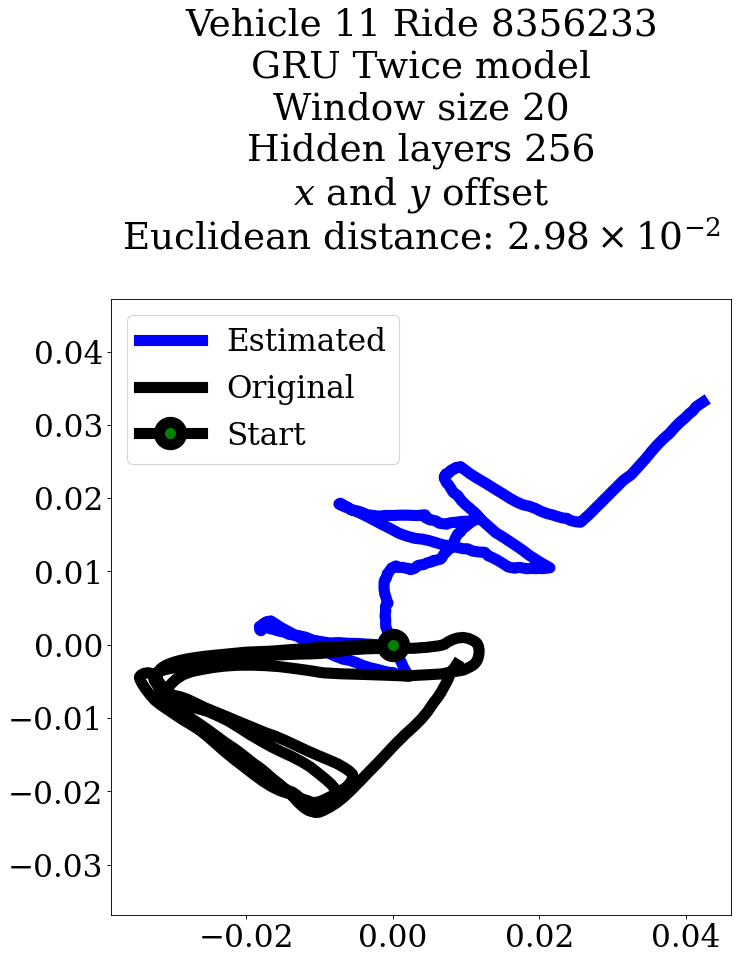 Vehicle 11 Ride 8356233
GRU Twice model
Window size 20
Hidden layers 256
x and y offset
Euclidean distance: 2.98 × 10⁻²
Estimated
Original
Start
0.04
0.03
0.02
0.01
0.00
−0.01
−0.02
−0.03
−0.02 0.00 0.02 0.04